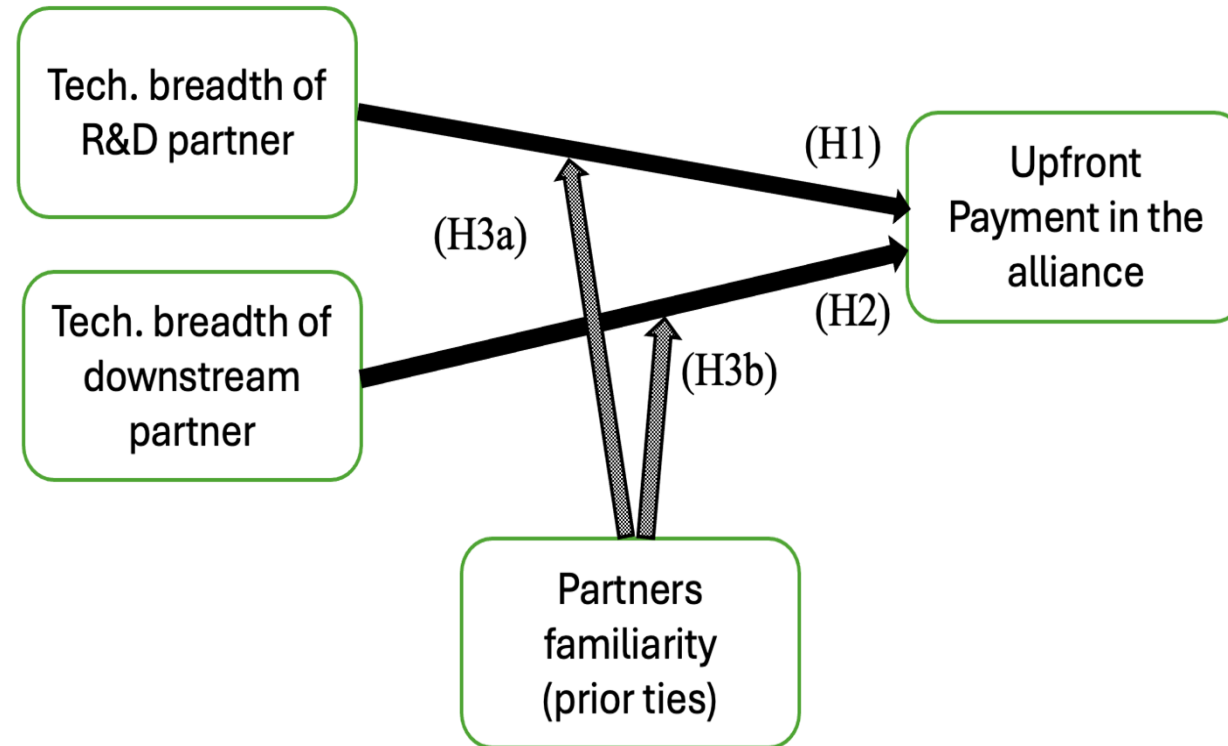 Tech. breadth of
R&D partner
(H1)
Upfront
Payment in the
alliance
(H3a)
Tech. breadth of
downstream
partner
(H2)
(H3b)
Partners
familiarity
(prior ties)